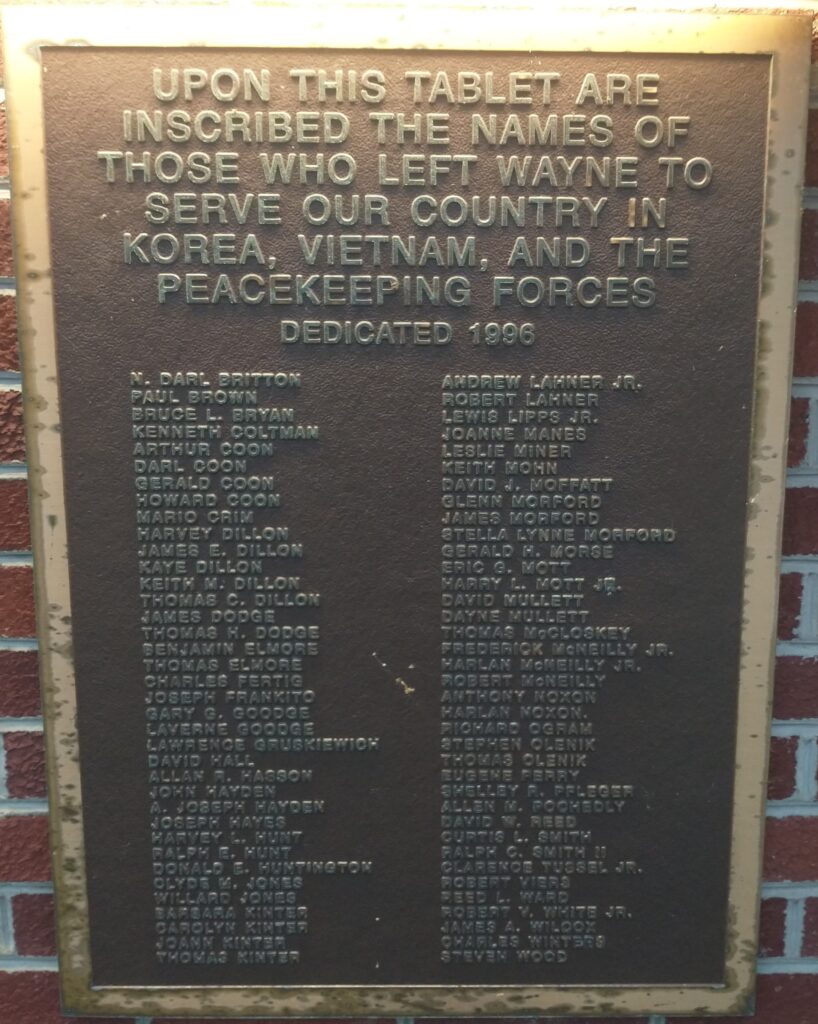 UPON THIS TABLET ARE
INSCRIBED THE NAMES OF
THOSE WHO LEFT WAYNE TO
SERVE OUR COUNTRY IN
KOREA, VIETNAM, AND THE
PEACEKEEPING FORCES
DEDICATED 1996
N. DARL BRITTON
PAUL BROWN
BRUCE L. BRYAN
KENNETH COLTMAN
ARTHUR COON
DARL COON
GERALD COON
HOWARD COON
MARIO CRIM
HARVEY DILLON
JAMES E. DILLON
KAYE DILLON
KEITH M. DILLON
THOMAS C. DILLON
JAMES DODGE
THOMAS H. DODGE
BENJAMIN ELMORE
THOMAS ELMORE
CHARLES FERTIG
JOSEPH FRANKITO
GARY G. GOODGE
LAVERNE GOODGE
LAWRENCE GRUSKIEWICH
DAVID HALL
ALLAN R. HASSON
JOHN HAYDEN
A. JOSEPH HAYDEN
JOSEPH HAYES
HARVEY L. HUNT
RALPH E. HUNT
DONALD E. HUNTINGTON
CLYDE M. JONES
WILLARD JONES
BARBARA KINTER
CAROLYN KINTER
JOANN KINTER
THOMAS KINTER
ANDREW LAHNER JR.
ROBERT LAHNER
LEWIS LIPPS JR.
JOANNE MANES
LESLIE MINER
KEITH MOHN
DAVID J. MOFFATT
GLENN MORFORD
JAMES MORFORD
STELLA LYNNE MORFORD
GERALD H. MORSE
ERIC G. MOTT
HARRY L. MOTT JR.
DAVID MULLETT
DAYNE MULLETT
THOMAS McCLOSKEY
FREDERICK McNEILLY JR.
HARLAN McNEILLY JR.
ROBERT McNEILLY
ANTHONY NOXON
HARLAN NOXON.
RICHARD OGRAM
STEPHEN OLENIK
THOMAS OLENIK
EUGENE PERRY
SHELLEY R. PFLEGER
ALLEN M. POCHEDLY
DAVID W. REED
CURTIS L. SMITH
RALPH C. SMITH II
CLARENCE TUSSEL JR.
ROBERT VIERS
REED L. WARD
ROBERT V. WHITE JR.
JAMES A. WILCOX
CHARLES WINTERS
STEVEN WOOD